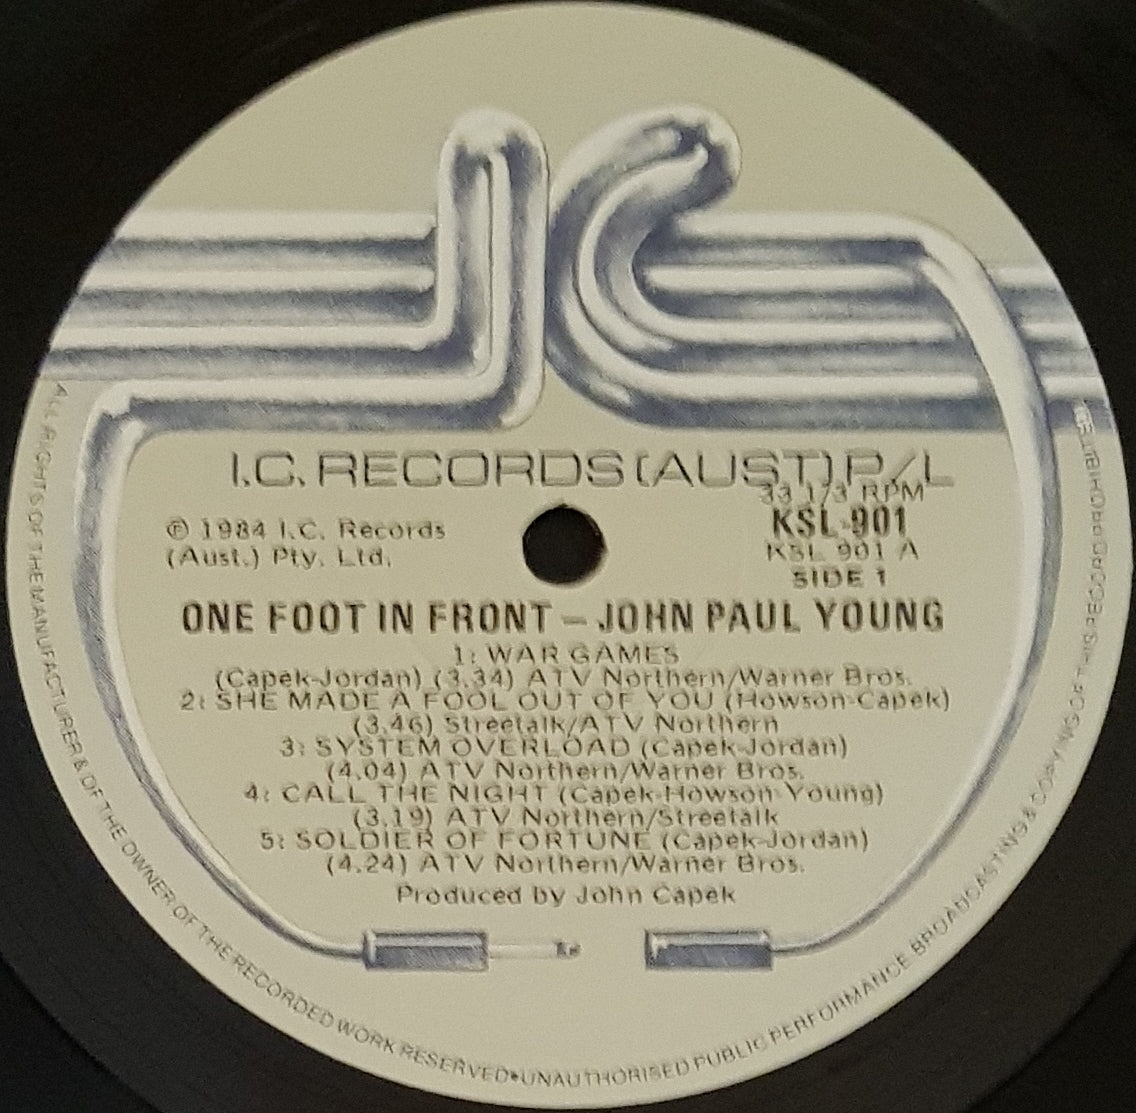 I.C. RECORDS (AUST.) P/L
33 1/3 RPM
℗ 1984 I.C. Records
(Aust.) Pty. Ltd.
KSL-901
KSL 901 A
SIDE 1
ONE FOOT IN FRONT – JOHN PAUL YOUNG
1: WAR GAMES
(Capek-Jordan) (3.34) ATV Northern/Warner Bros.
2: SHE MADE A FOOL OUT OF YOU (Howson-Capek)
(3.46) Streetalk/ATV Northern
3: SYSTEM OVERLOAD (Capek-Jordan)
(4.04) ATV Northern/Warner Bros.
4: CALL THE NIGHT (Capek-Howson-Young)
(3.19) ATV Northern/Streetalk
5: SOLDIER OF FORTUNE (Capek-Jordan)
(4.24) ATV Northern/Warner Bros.
Produced by John Capek
ALL RIGHTS OF THE MANUFACTURER & OF THE OWNER OF THE RECORDED WORK RESERVED•UNAUTHORISED PUBLIC PERFORMANCE BROADCASTING & COPYING OF THIS RECORD PROHIBITED